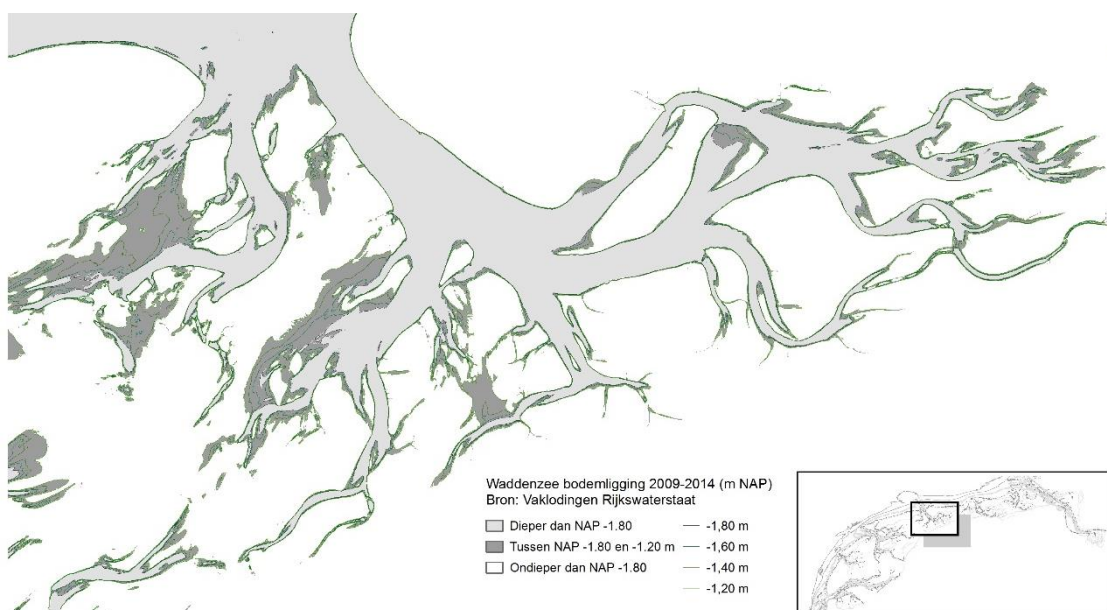 Waddenzee bodemligging 2009-2014 (m NAP)
Bron: Vaklodingen Rijkswaterstaat
Dieper dan NAP -1.80
-1,80 m
Tussen NAP -1.80 en -1.20 m
-1,60 m
Ondieper dan NAP -1.80
-1,40 m
-1,20 m